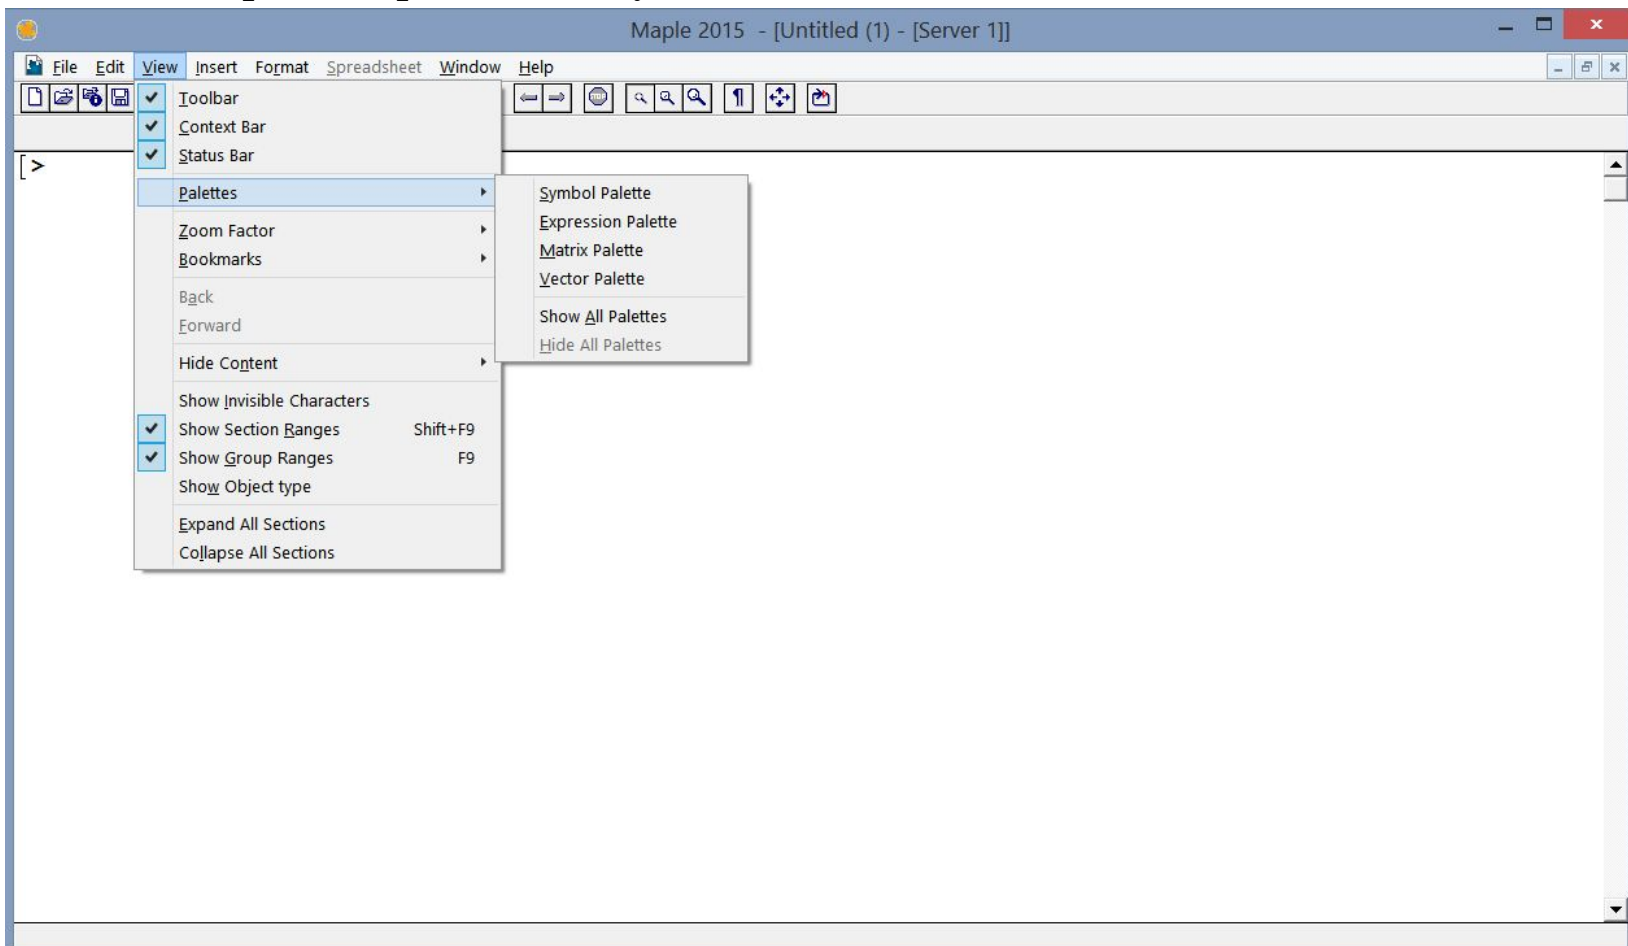 Maple 2015 - [Untitled (1) - [Server 1]]
File Edit View Insert Format Spreadsheet Window Help
Toolbar
Context Bar
Status Bar
[>
Palettes
Symbol Palette
Expression Palette
Matrix Palette
Vector Palette
Show All Palettes
Hide All Palettes
Zoom Factor
Bookmarks
Back
Forward
Hide Content
Show Invisible Characters
Show Section Ranges Shift+F9
Show Group Ranges F9
Show Object type
Expand All Sections
Collapse All Sections